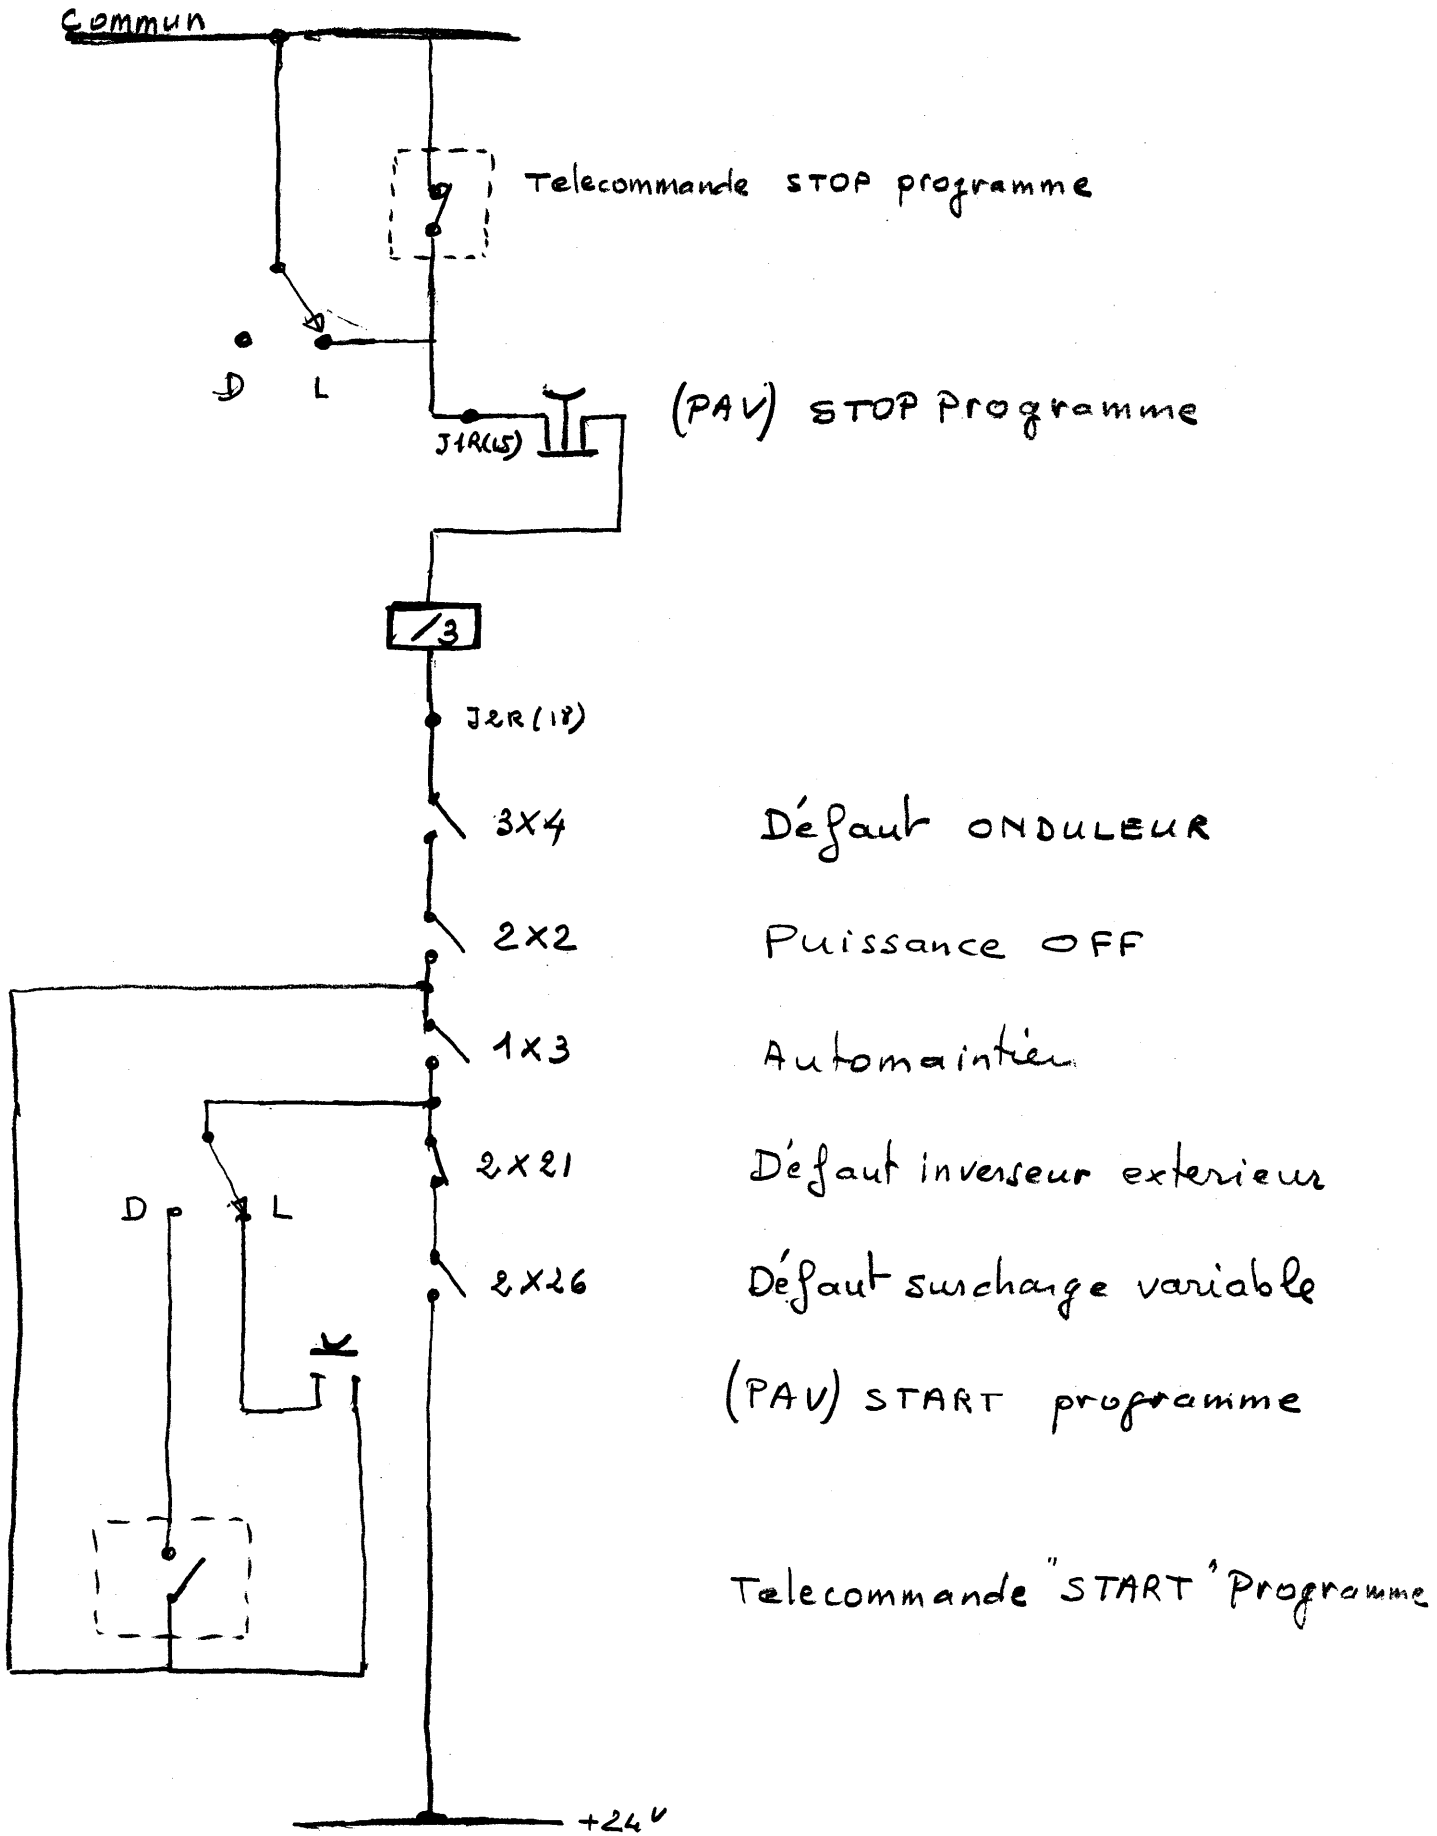 Commun
Telecommande STOP programme
D L
(PAV) STOP Programme
J1R(15)
/3
J2R(18)
3X4 Défaut ONDULEUR
2X2 Puissance OFF
1X3 Automaintien
2X21 Défaut inverseur exterieur
D L
2X26 Défaut surcharge variable
(PAV) START programme
Telecommande "START" Programme
+24V